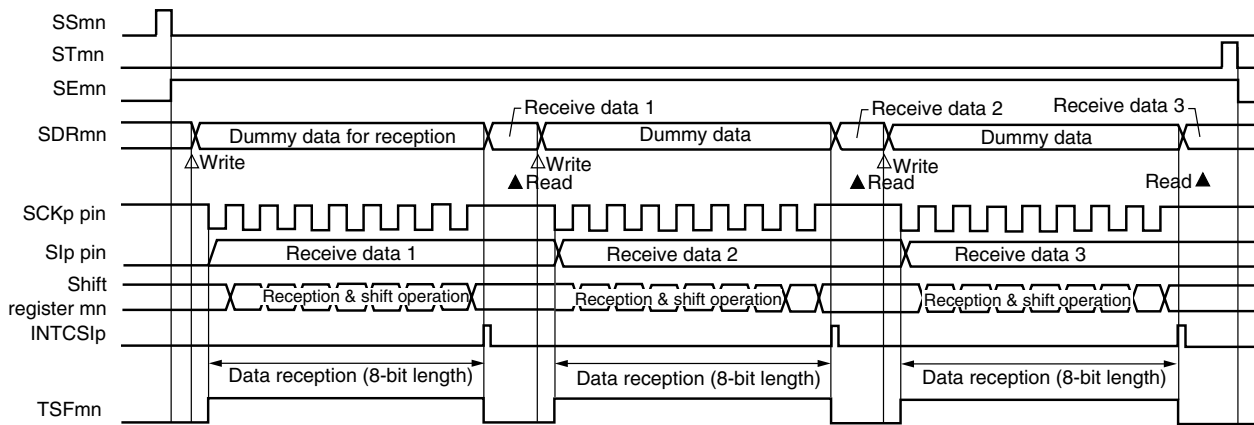 SSmn
STmn
SEmn
Receive data 1 Receive data 2 Receive data 3
SDRmn Dummy data for reception Dummy data Dummy data
△Write △Write △Write
▲Read ▲Read Read▲
SCKp pin
SIp pin Receive data 1 Receive data 2 Receive data 3
Shift
register mn Reception & shift operation Reception & shift operation Reception & shift operation
INTCSIp
Data reception (8-bit length) Data reception (8-bit length) Data reception (8-bit length)
TSFmn